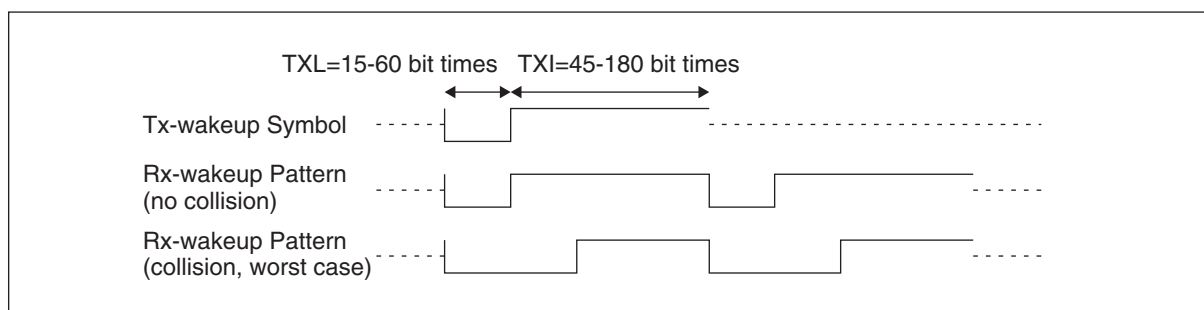 TXL=15-60 bit times TXI=45-180 bit times
Tx-wakeup Symbol
Rx-wakeup Pattern
(no collision)
Rx-wakeup Pattern
(collision, worst case)